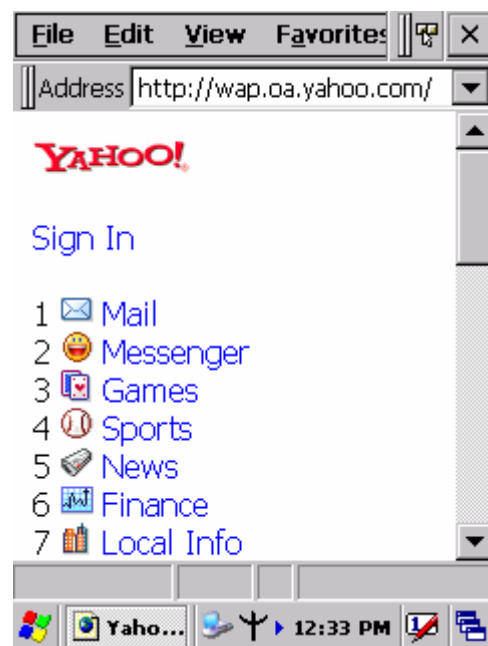 File Edit View Favorites
Address http://wap.oa.yahoo.com/
YAHOO!
Sign In
1 Mail
2 Messenger
3 Games
4 Sports
5 News
6 Finance
7 Local Info
Yaho... 12:33 PM